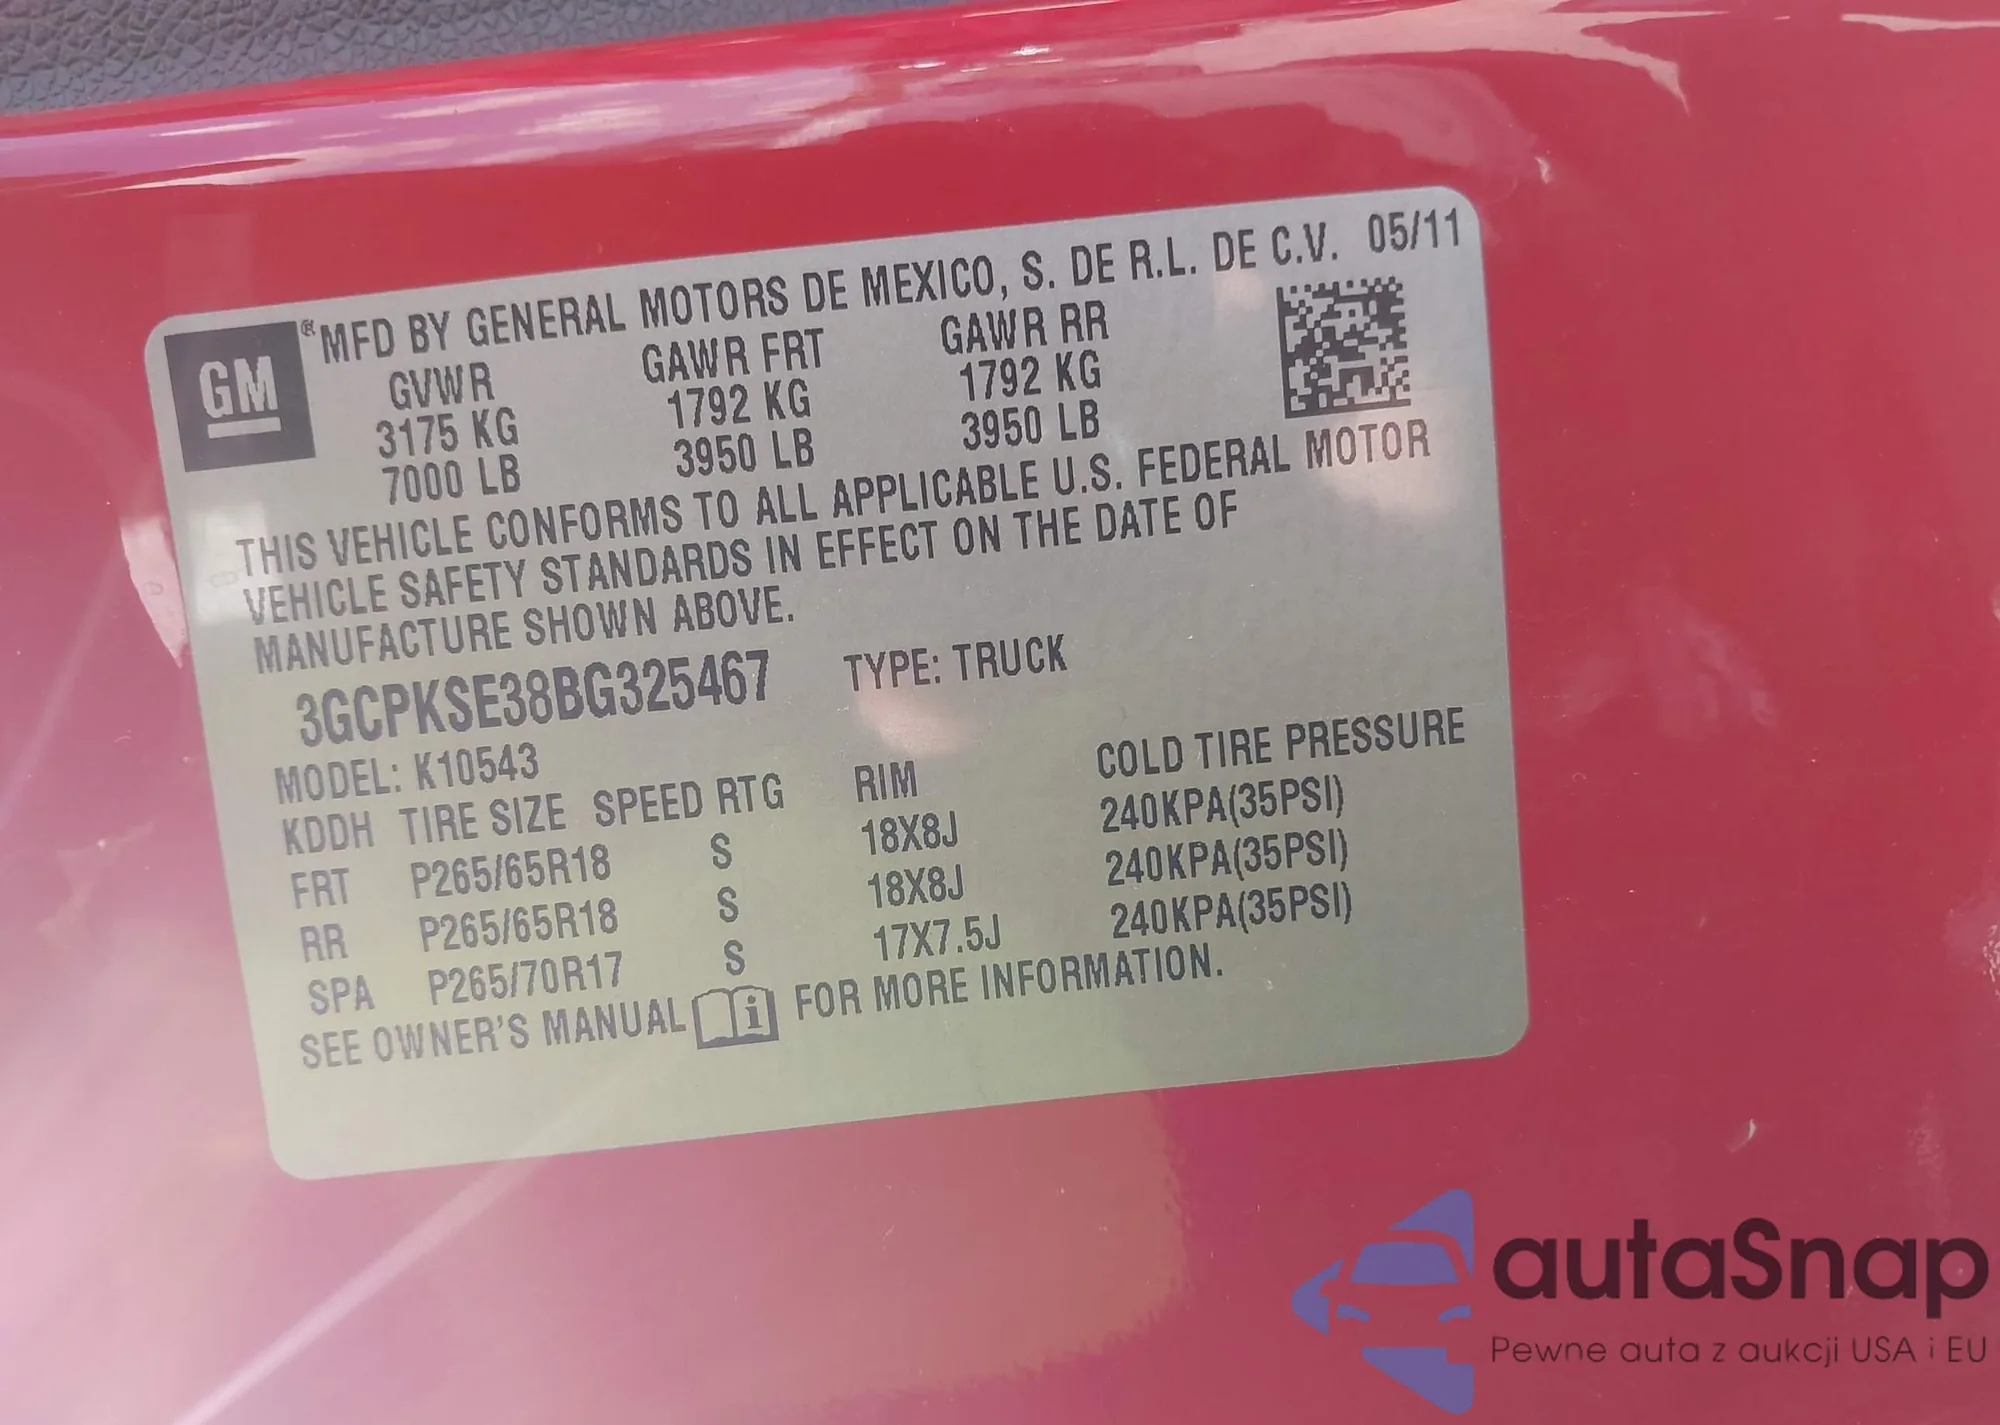 GM ® MFD BY GENERAL MOTORS DE MEXICO, S. DE R.L. DE C.V. 05/11
GVWR GAWR FRT GAWR RR
3175 KG 1792 KG 1792 KG
7000 LB 3950 LB 3950 LB
THIS VEHICLE CONFORMS TO ALL APPLICABLE U.S. FEDERAL MOTOR
VEHICLE SAFETY STANDARDS IN EFFECT ON THE DATE OF
MANUFACTURE SHOWN ABOVE.
3GCPKSE38BG325467 TYPE: TRUCK
MODEL: K10543
KDDH TIRE SIZE SPEED RTG RIM COLD TIRE PRESSURE
FRT P265/65R18 S 18X8J 240KPA(35PSI)
RR P265/65R18 S 18X8J 240KPA(35PSI)
SPA P265/70R17 S 17X7.5J 240KPA(35PSI)
SEE OWNER'S MANUAL i FOR MORE INFORMATION.
autaSnap
Pewne auta z aukcji USA i EU